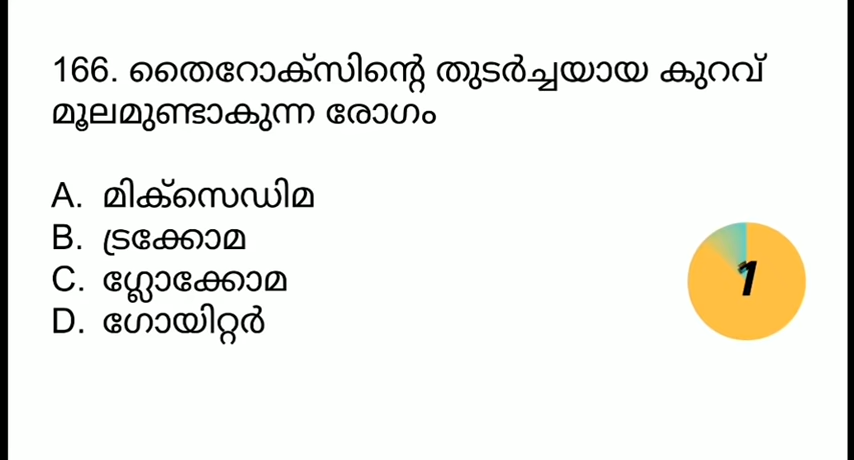 166. തൈറോക്സിന്റെ തുടർച്ചയായ കുറവ്
മൂലമുണ്ടാകുന്ന രോഗം
A. മിക്സെഡിമ
B. ട്രക്കോമ
C. ഗ്ലോക്കോമ
D. ഗോയിറ്റർ
1